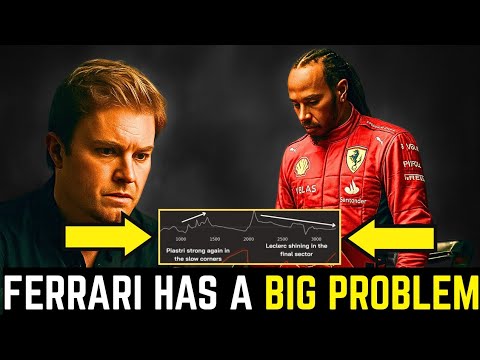 1000
1500
2000
2500
3000
Piastri strong again in
the slow corners
Leclerc shining in the
final sector
FERRARI HAS A BIG PROBLEM